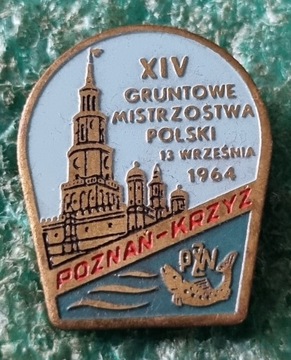 XIV
GRUNTOWE
MISTRZOSTWA
POLSKI
13 WRZEŚNIA
1964
POZNAŃ-KRZYŻ
PZW